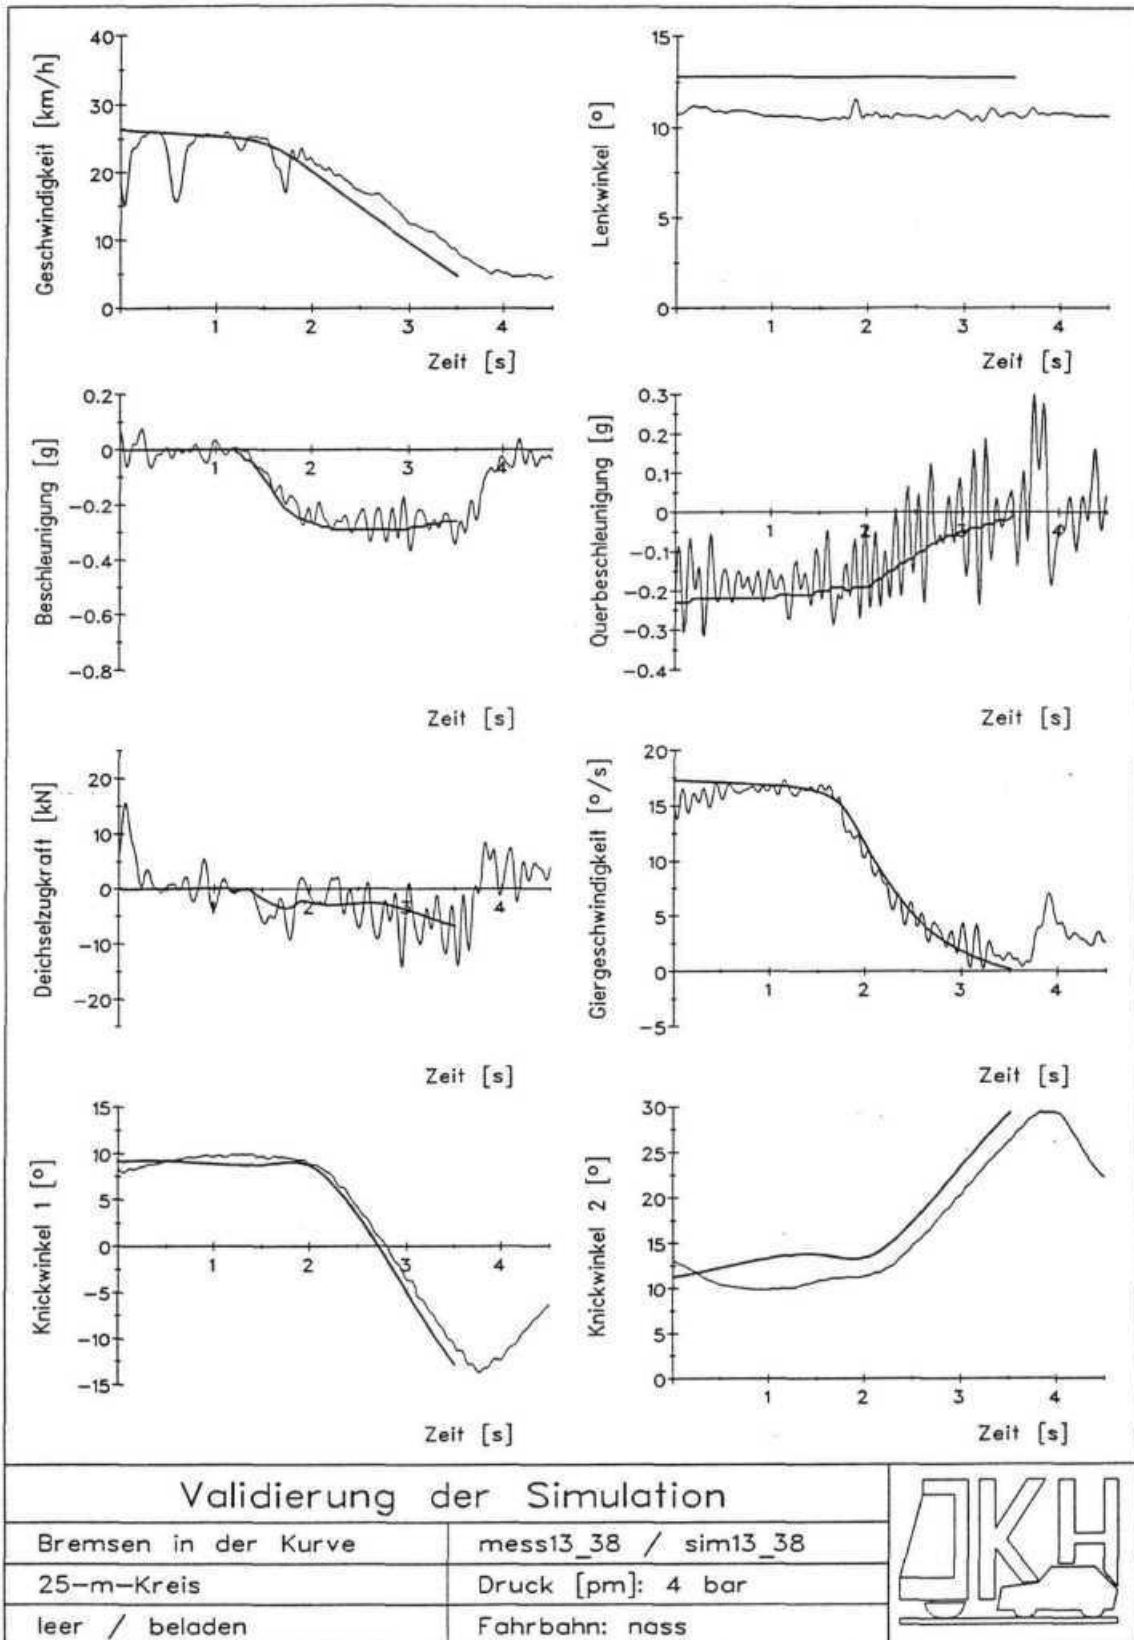 Geschwindigkeit [km/h]
40
30
20
10
0
1 2 3 4
Zeit [s]
Lenkwinkel [º]
15
10
5
0
1 2 3 4
Zeit [s]
Beschleunigung [g]
0.2
0
-0.2
-0.4
-0.6
-0.8
1 2 3 4
Zeit [s]
Querbeschleunigung [g]
0.3
0.2
0.1
0
-0.1
-0.2
-0.3
-0.4
1 2 3 4
Zeit [s]
Deichselzugkraft [kN]
20
10
0
-10
-20
1 2 3 4
Zeit [s]
Giergeschwindigkeit [º/s]
20
15
10
5
0
-5
1 2 3 4
Zeit [s]
Knickwinkel 1 [º]
15
10
5
0
-5
-10
-15
1 2 3 4
Zeit [s]
Knickwinkel 2 [º]
30
25
20
15
10
5
0
1 2 3 4
Zeit [s]
Validierung der Simulation
Bremsen in der Kurve
mess13_38 / sim13_38
25-m-Kreis
Druck [pm]: 4 bar
leer / beladen
Fahrbahn: nass
IKH